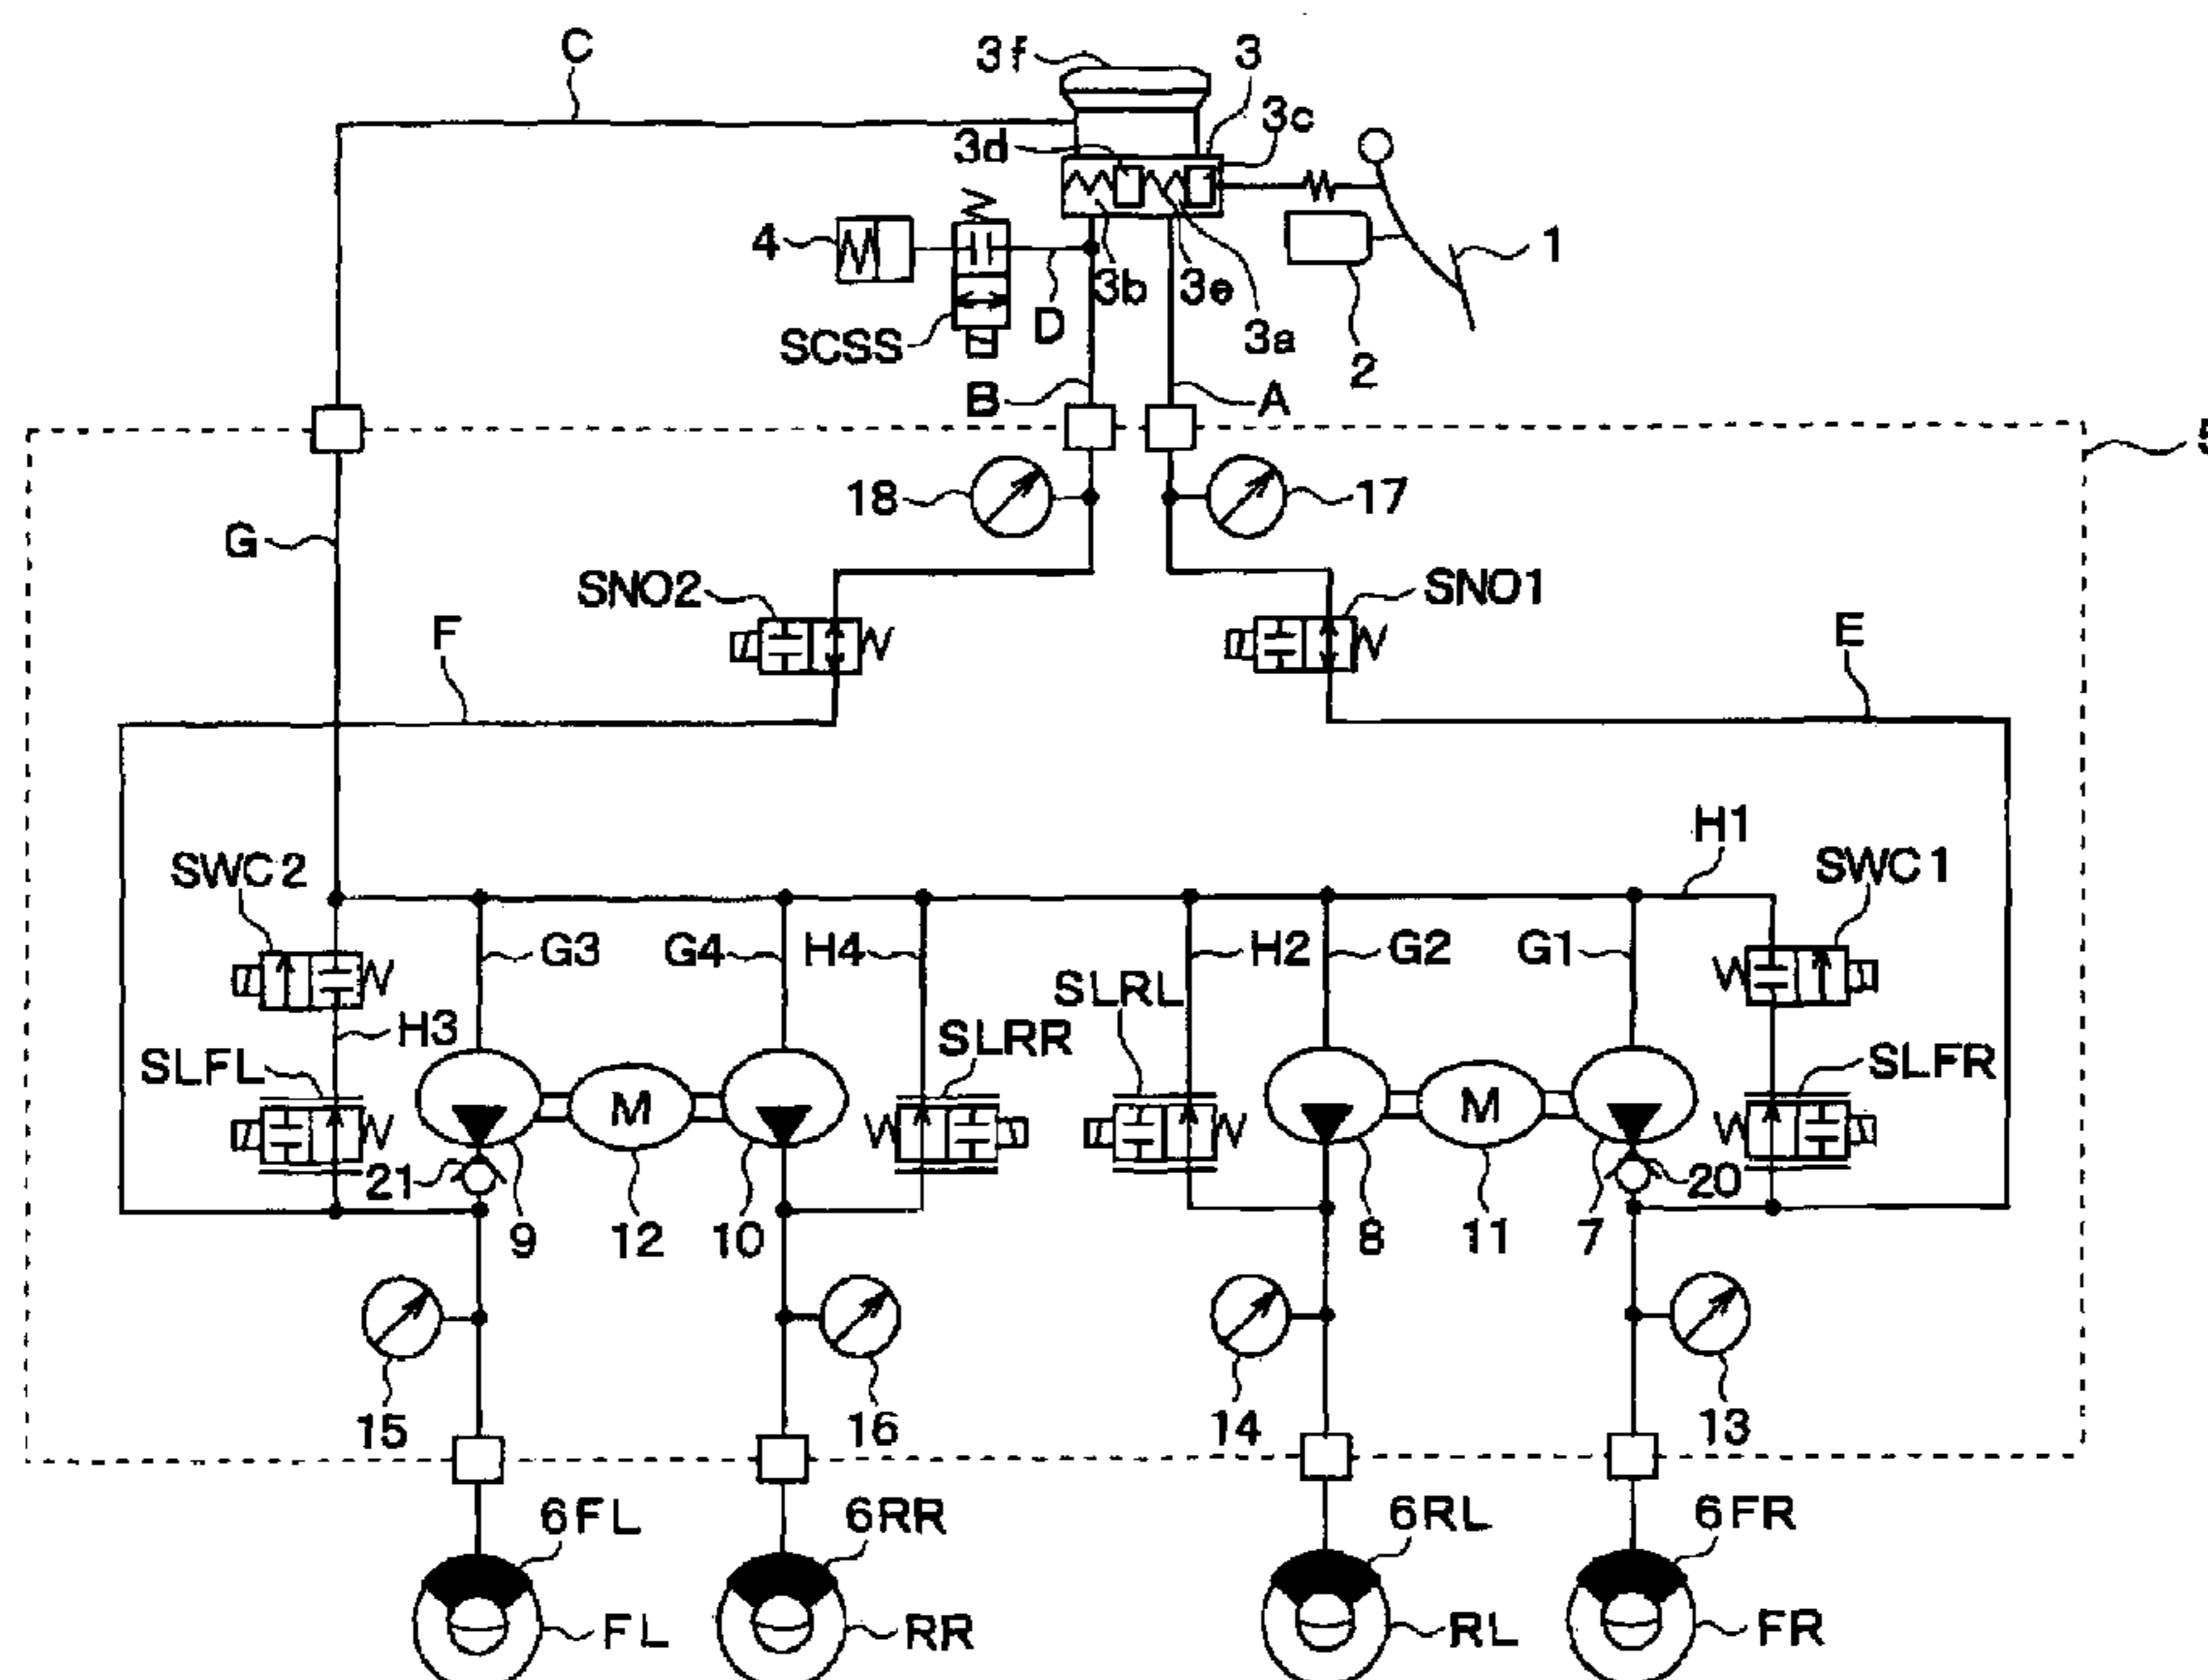 C
3f
3
3c
3d
4
1
3b
3e
D
SCSS
3a
2
B
A
5
18
17
G
SNO2
SNO1
F
E
H1
SWC2
SWC1
G3
G4
H4
H2
G2
G1
SLRL
H3
SLRR
SLFL
SLFR
M
M
21
20
9
12
10
8
11
7
15
16
14
13
6FL
6RR
6RL
6FR
FL
RR
RL
FR